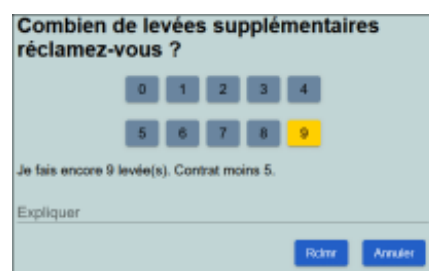 Combien de levées supplémentaires
réclamez-vous ?
0 1 2 3 4
5 6 7 8 9
Je fais encore 9 levée(s). Contrat moins 5.
Expliquer
Rclmr Annuler